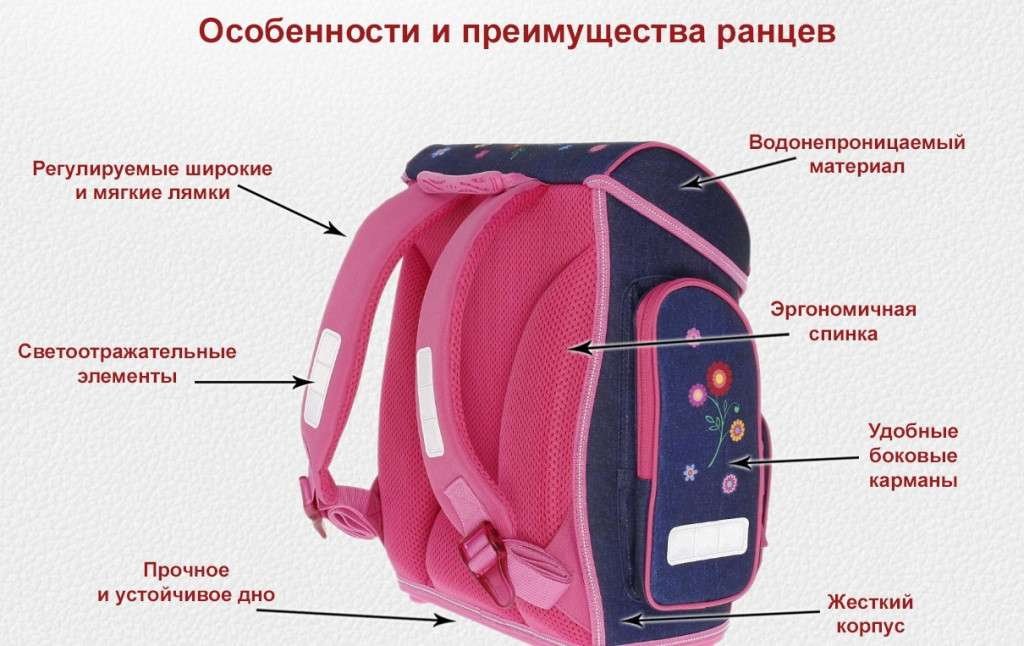 Особенности и преимущества ранцев
Водонепроницаемый
материал
Регулируемые широкие
и мягкие лямки
Эргономичная
спинка
Светоотражательные
элементы
Удобные
боковые
карманы
Прочное
и устойчивое дно
Жесткий
корпус